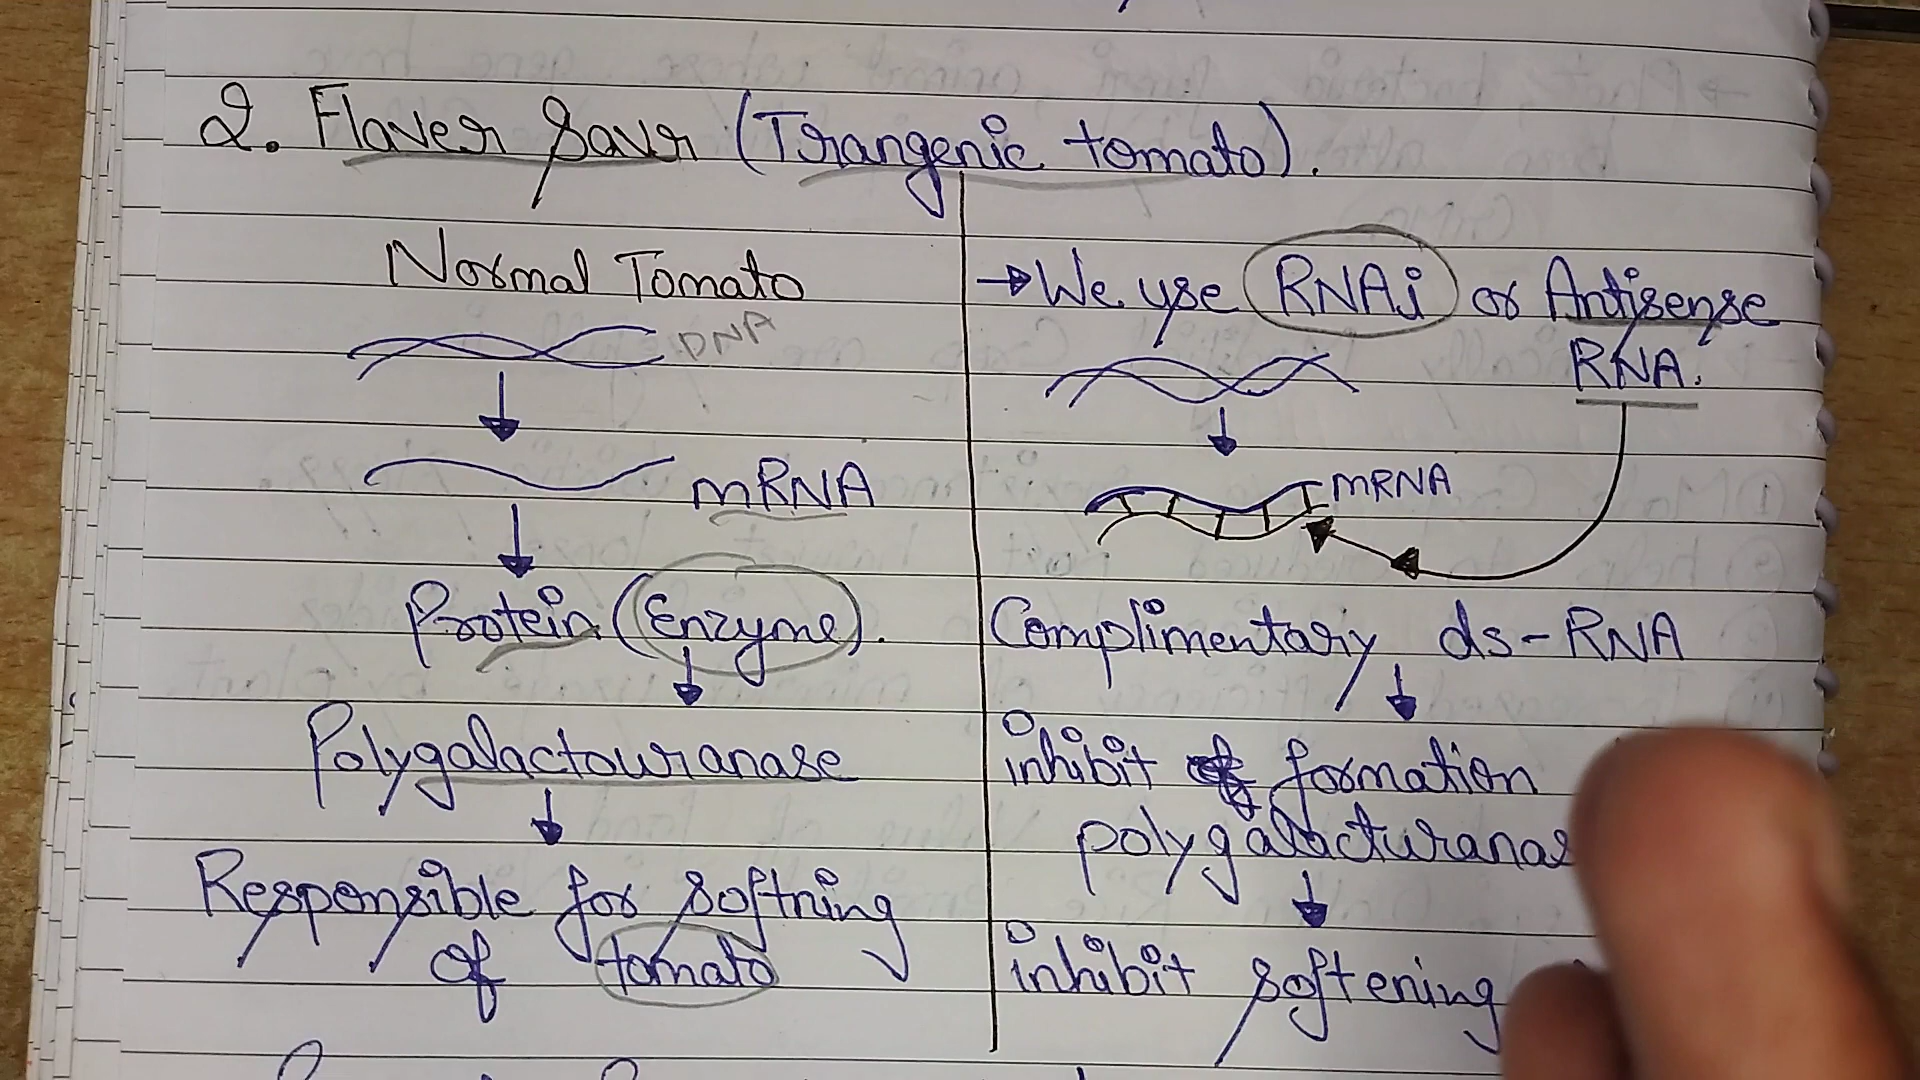 2. Flaver Savr (Trangenic tomato).
Normal Tomato
DNA
mRNA
Protein (Enzyme).
Polygalactouranase
Responsible for softning
of tomato
→ We use RNAi or Antisense
RNA.
mRNA
Complimentary ds-RNA
inhibit formation
inhibit softening